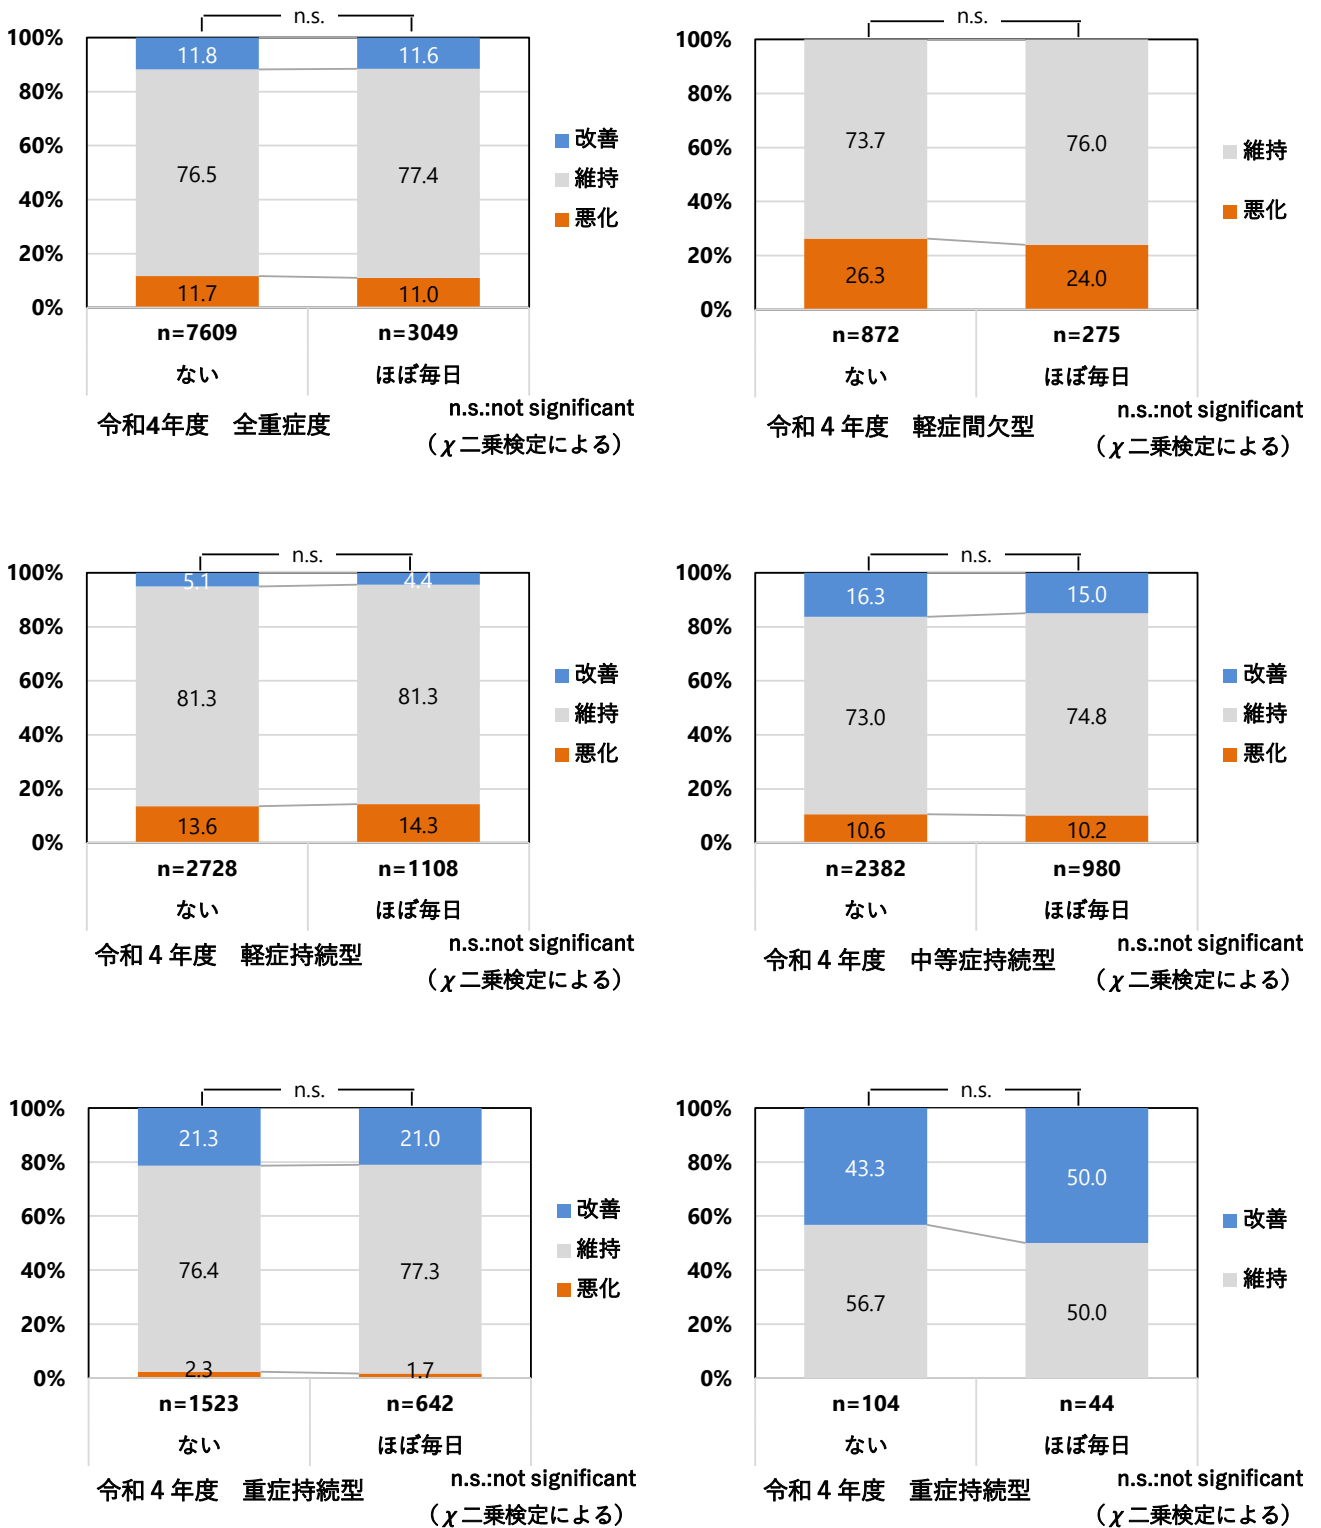 n.s.
100%
80%
60%
40%
20%
0%
11.8
11.6
76.5
77.4
11.7
11.0
改善
維持
悪化
n=7609
n=3049
ない
ほぼ毎日
令和4年度　全重症度
n.s.:not significant
（χ二乗検定による）
n.s.
100%
80%
60%
40%
20%
0%
73.7
76.0
26.3
24.0
維持
悪化
n=872
n=275
ない
ほぼ毎日
令和４年度　軽症間欠型
n.s.:not significant
（χ二乗検定による）
n.s.
100%
80%
60%
40%
20%
0%
5.1
4.4
81.3
81.3
13.6
14.3
改善
維持
悪化
n=2728
n=1108
ない
ほぼ毎日
令和４年度　軽症持続型
n.s.:not significant
（χ二乗検定による）
n.s.
100%
80%
60%
40%
20%
0%
16.3
15.0
73.0
74.8
10.6
10.2
改善
維持
悪化
n=2382
n=980
ない
ほぼ毎日
令和４年度　中等症持続型
n.s.:not significant
（χ二乗検定による）
n.s.
100%
80%
60%
40%
20%
0%
21.3
21.0
76.4
77.3
2.3
1.7
改善
維持
悪化
n=1523
n=642
ない
ほぼ毎日
令和４年度　重症持続型
n.s.:not significant
（χ二乗検定による）
n.s.
100%
80%
60%
40%
20%
0%
43.3
50.0
56.7
50.0
改善
維持
n=104
n=44
ない
ほぼ毎日
令和４年度　重症持続型
n.s.:not significant
（χ二乗検定による）